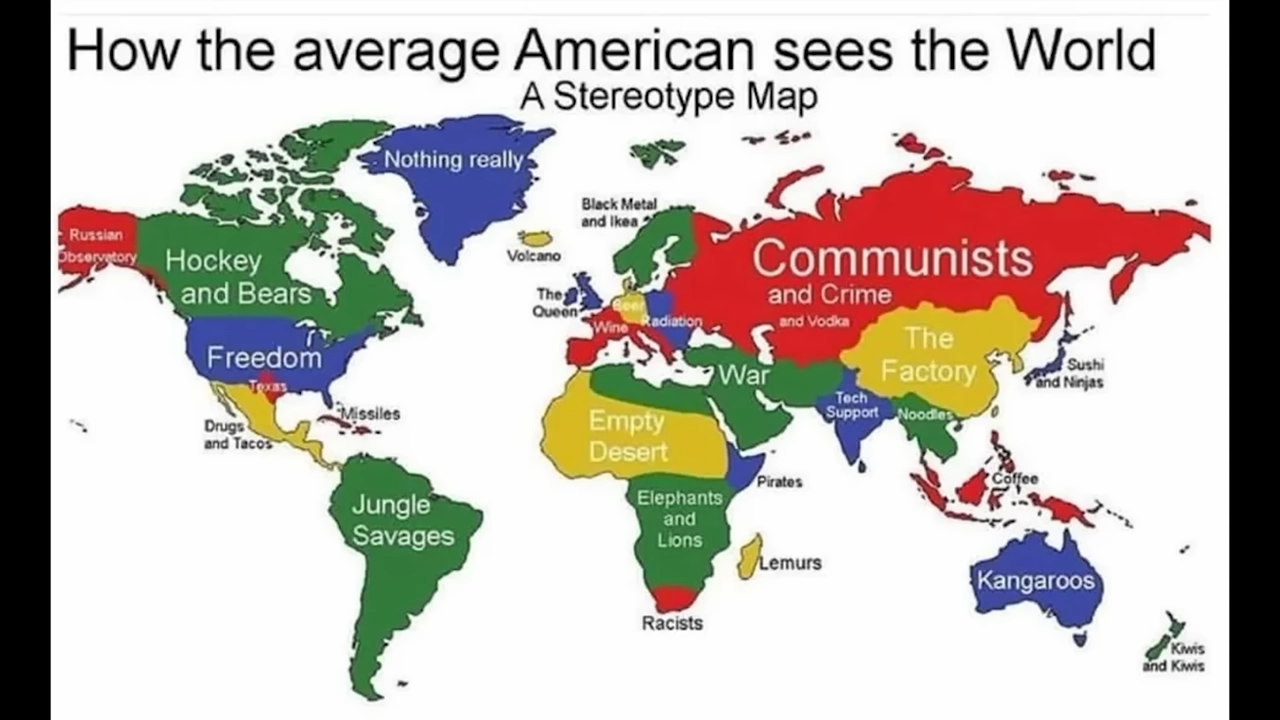 How the average American sees the World
A Stereotype Map
Nothing really
Black Metal
and Ikea
Russian
Observatory
Hockey
and Bears
Volcano
Communists
and Crime
and Vodka
The
Queen
Beer
Wine
Radiation
The
Factory
Freedom
Texas
War
Sushi
and Ninjas
Tech
Support
Noodles
Missiles
Drugs
and Tacos
Empty
Desert
Pirates
Coffee
Jungle
Savages
Elephants
and
Lions
Lemurs
Kangaroos
Racists
Kiwis
and Kiwis